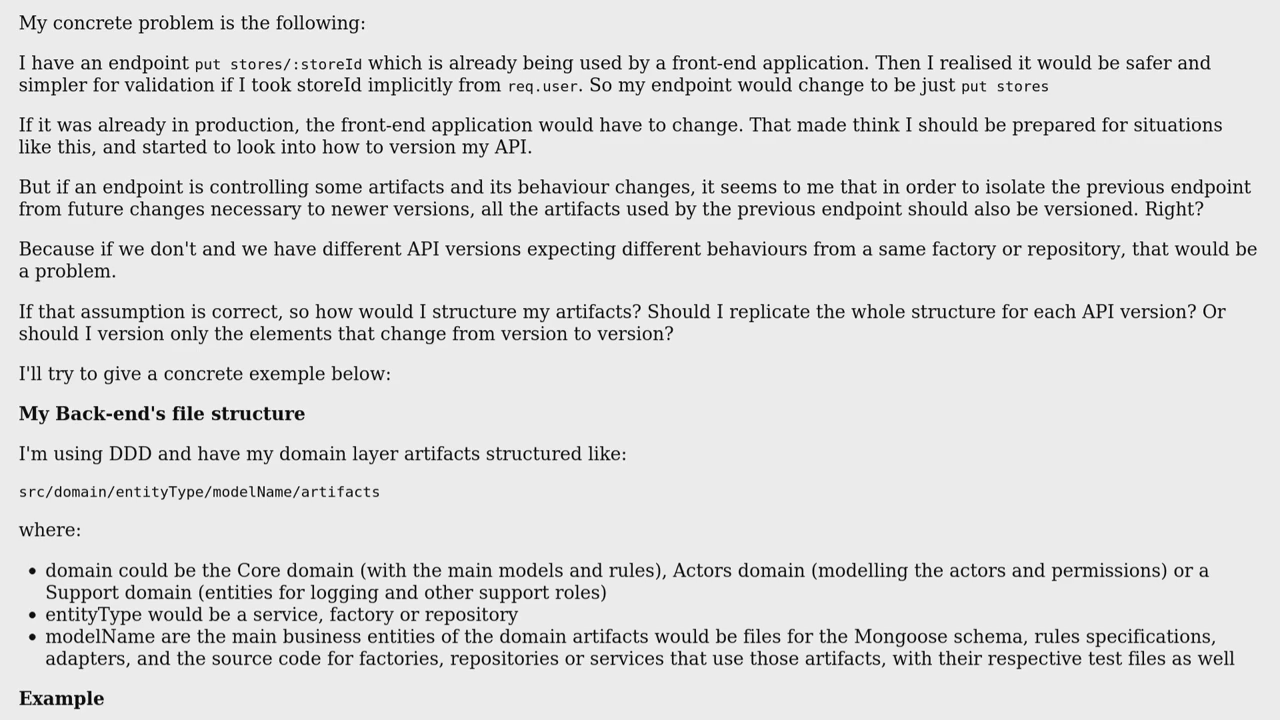 My concrete problem is the following:
I have an endpoint put stores/:storeId which is already being used by a front-end application. Then I realised it would be safer and
simpler for validation if I took storeId implicitly from req.user. So my endpoint would change to be just put stores
If it was already in production, the front-end application would have to change. That made think I should be prepared for situations
like this, and started to look into how to version my API.
But if an endpoint is controlling some artifacts and its behaviour changes, it seems to me that in order to isolate the previous endpoint
from future changes necessary to newer versions, all the artifacts used by the previous endpoint should also be versioned. Right?
Because if we don't and we have different API versions expecting different behaviours from a same factory or repository, that would be
a problem.
If that assumption is correct, so how would I structure my artifacts? Should I replicate the whole structure for each API version? Or
should I version only the elements that change from version to version?
I'll try to give a concrete exemple below:
My Back-end's file structure
I'm using DDD and have my domain layer artifacts structured like:
src/domain/entityType/modelName/artifacts
where:
• domain could be the Core domain (with the main models and rules), Actors domain (modelling the actors and permissions) or a
Support domain (entities for logging and other support roles)
• entityType would be a service, factory or repository
• modelName are the main business entities of the domain artifacts would be files for the Mongoose schema, rules specifications,
adapters, and the source code for factories, repositories or services that use those artifacts, with their respective test files as well
Example